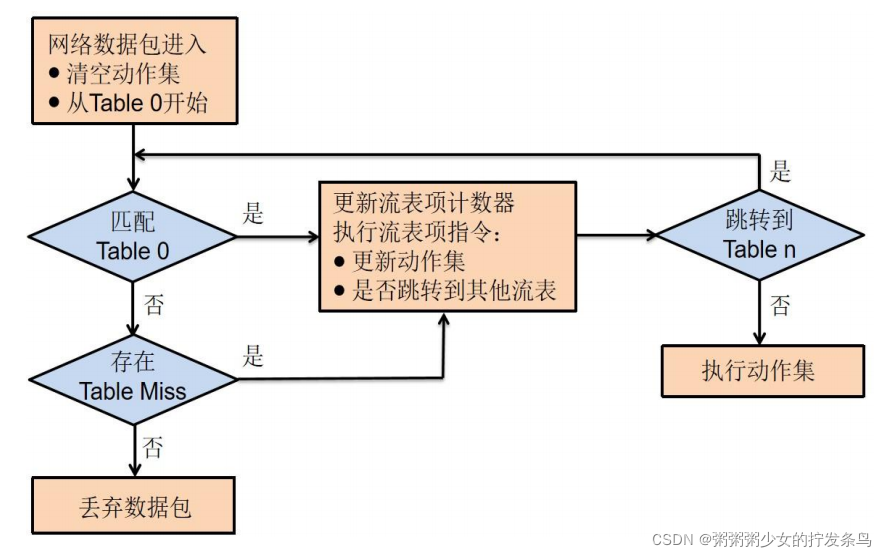 网络数据包进入
● 清空动作集
● 从Table 0开始
是
匹配
Table 0
是
更新流表项计数器
执行流表项指令：
● 更新动作集
● 是否跳转到其他流表
跳转到
Table n
否
否
存在
Table Miss
是
执行动作集
否
丢弃数据包
CSDN @粥粥粥少女的拧发条鸟